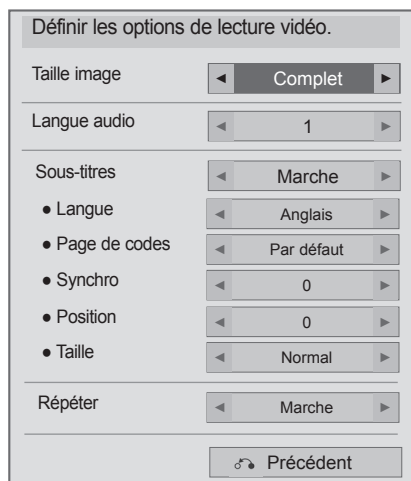 Définir les options de lecture vidéo.
Taille image ◄ Complet ►
Langue audio ◄ 1 ►
Sous-titres ◄ Marche ►
● Langue ◄ Anglais ►
● Page de codes ◄ Par défaut ►
● Synchro ◄ 0 ►
● Position ◄ 0 ►
● Taille ◄ Normal ►
Répéter ◄ Marche ►
Précédent